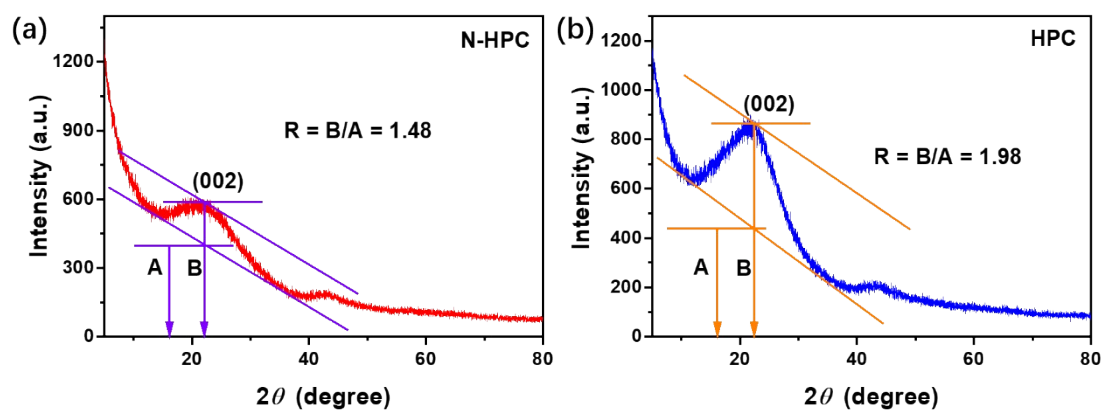 (a)
N-HPC
R = B/A = 1.48
(002)
A
B
Intensity (a.u.)
0
300
600
900
1200
20
40
60
80
2θ (degree)
(b)
HPC
R = B/A = 1.98
(002)
A
B
Intensity (a.u.)
0
200
400
600
800
1000
1200
20
40
60
80
2θ (degree)